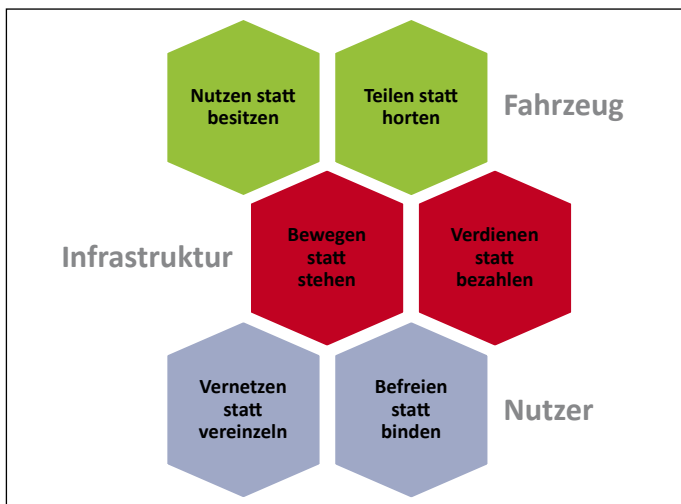 Nutzen statt
besitzen
Teilen statt
horten
Fahrzeug
Infrastruktur
Bewegen
statt
stehen
Verdienen
statt
bezahlen
Vernetzen
statt
vereinzeln
Befreien
statt
binden
Nutzer